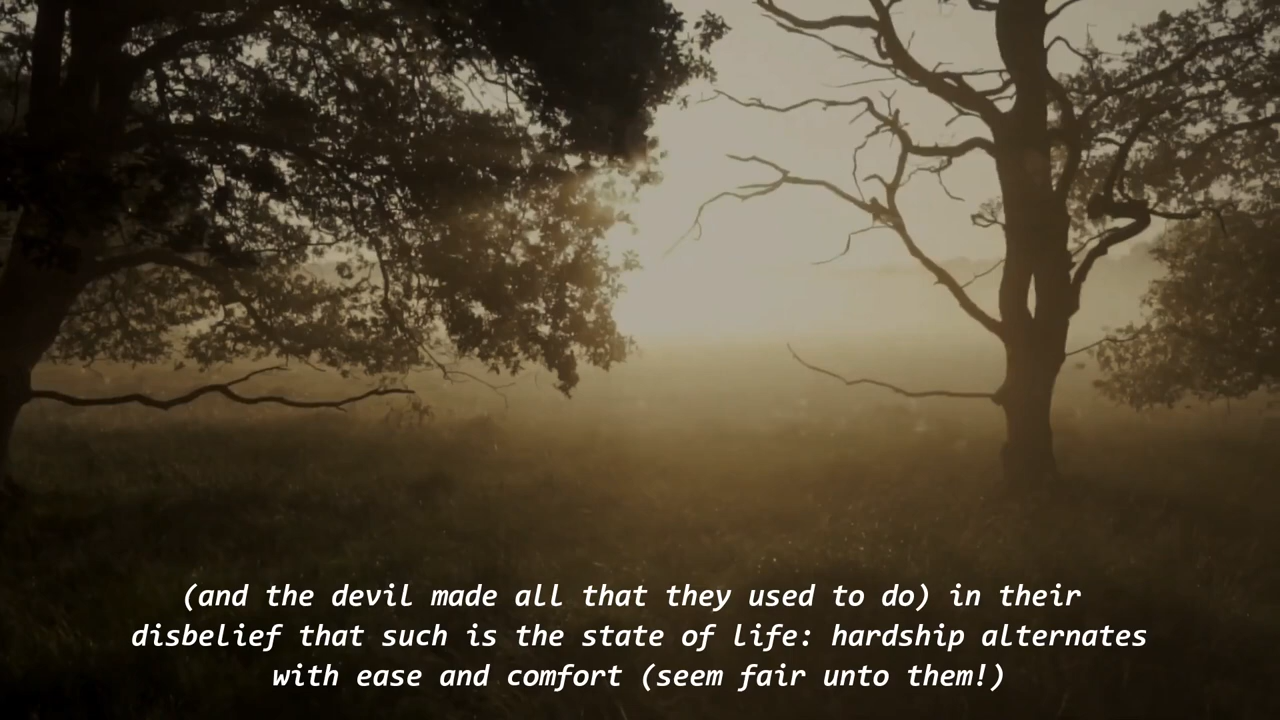 (and the devil made all that they used to do) in their
disbelief that such is the state of life: hardship alternates
with ease and comfort (seem fair unto them!)